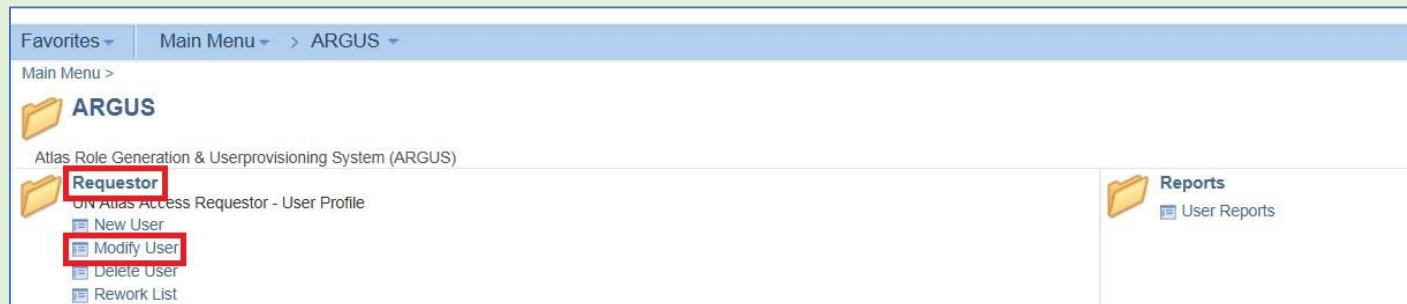 Favorites Main Menu > ARGUS
Main Menu >
ARGUS
Atlas Role Generation & Userprovisioning System (ARGUS)
Requestor
UN Atlas Access Requestor - User Profile
New User
Modify User
Delete User
Rework List
Reports
User Reports